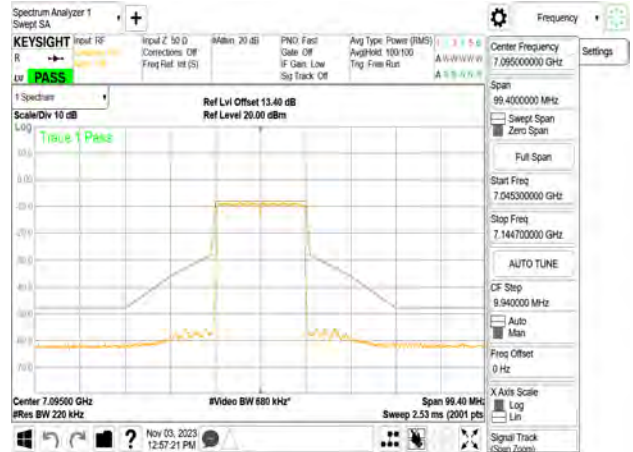 Spectrum Analyzer 1
Swept SA
+
Frequency
KEYSIGHT
Input: RF
R
LW
PASS
Input Z: 50 Ω
Corrections: Off
Freq Ref: Int (S)
#Atten: 20 dB
PNO: Fast
Gate: Off
IF Gain: Low
Sig Track: Off
Avg Type: Power (RMS)
Avg|Hold: 100/100
Trig: Free Run
1 Spectrum
Scale/Div 10 dB
Ref Lvl Offset 13.40 dB
Ref Level 20.00 dBm
Log
Trace 1 Pass
Center 7.09500 GHz
#Res BW 220 kHz
#Video BW 680 kHz*
Span 99.40 MHz
Sweep 2.53 ms (2001 pts
?
Nov 03, 2023
12:57:21 PM
Center Frequency
7.095000000 GHz
Settings
Span
99.4000000 MHz
Swept Span
Zero Span
Full Span
Start Freq
7.045300000 GHz
Stop Freq
7.144700000 GHz
AUTO TUNE
CF Step
9.940000 MHz
Auto
Man
Freq Offset
0 Hz
X Axis Scale
Log
Lin
Signal Track
(Span Zoom)